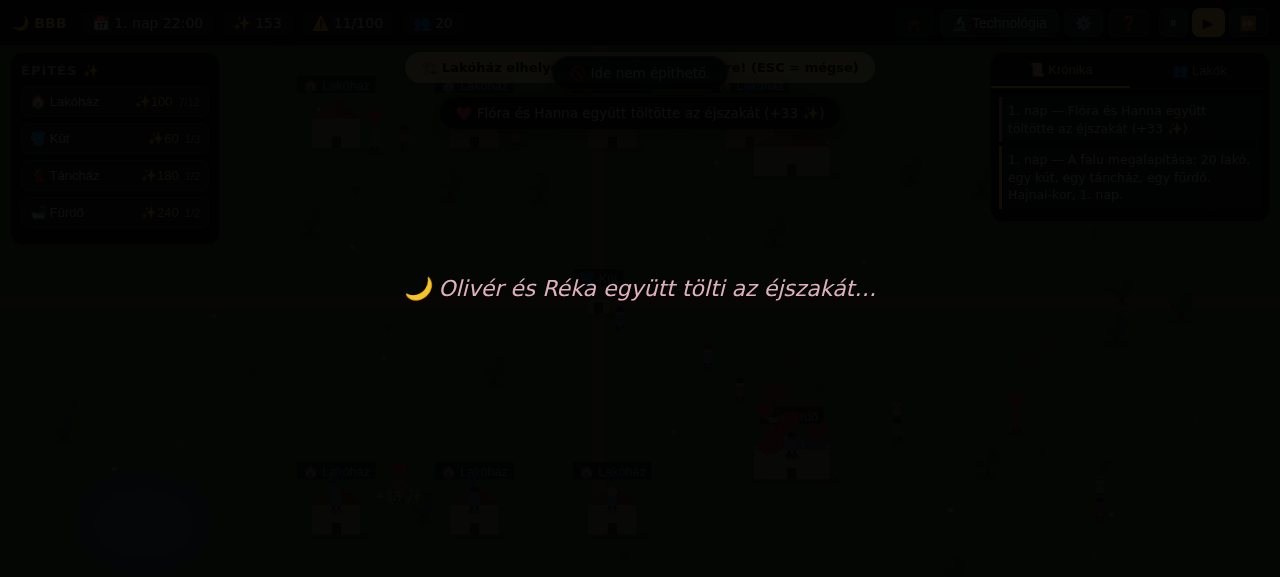 BBB
1. nap 22:00
153
11/100
20
Technológia
ÉPÍTÉS
Lakóház 100 7/12
Kút 60 1/3
Táncház 180 1/2
Fürdő 240 1/2
Lakóház elhelye
re! (ESC = mégse)
Ide nem építhető.
Flóra és Hanna együtt töltötte az éjszakát (+33 ✨)
Krónika
Lakók
1. nap — Flóra és Hanna együtt
töltötte az éjszakát (+33 ✨)
1. nap — A falu megalapítása: 20 lakó,
egy kút, egy táncház, egy fürdő.
Hajnal-kor, 1. nap.
Lakóház
Olivér és Réka együtt tölti az éjszakát…
Lakóház
Lakóház
Lakóház